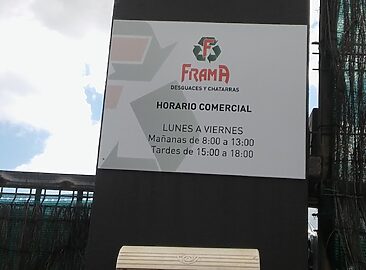 F
FRAMA
DESGUACES Y CHATARRAS
HORARIO COMERCIAL
LUNES A VIERNES
Mañanas de 8:00 a 13:00
Tardes de 15:00 a 18:00